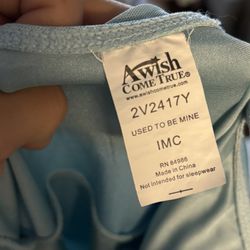 A wish
COME TRUE®
www.awishcometrue.com
2V2417Y
USED TO BE MINE
IMC
RN 84988
Made in China
Not intended for sleepwear